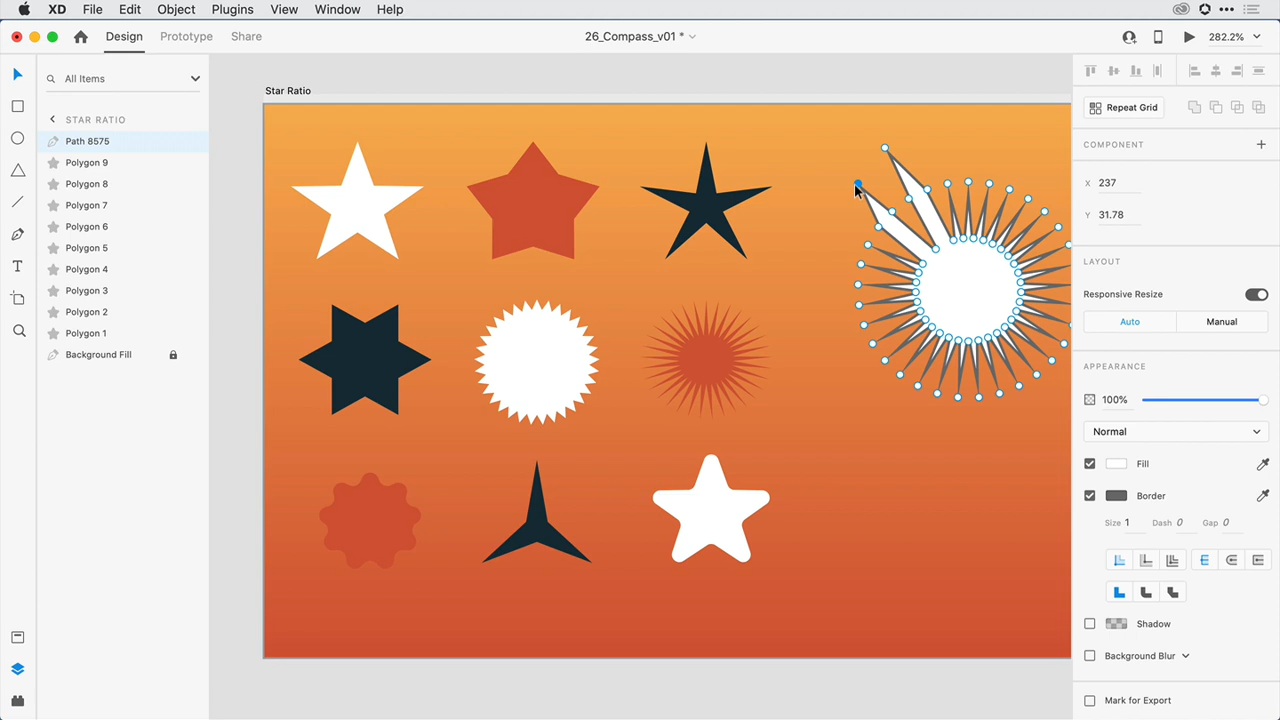 XD File Edit Object Plugins View Window Help
Design Prototype Share 26_Compass_v01 * 282.2%
All Items
STAR RATIO
Path 8575
Polygon 9
Polygon 8
Polygon 7
Polygon 6
Polygon 5
Polygon 4
Polygon 3
Polygon 2
Polygon 1
Background Fill
Star Ratio
Repeat Grid
COMPONENT
X 237
Y 31.78
LAYOUT
Responsive Resize
Auto Manual
APPEARANCE
100%
Normal
Fill
Border
Size 1 Dash 0 Gap 0
Shadow
Background Blur
Mark for Export